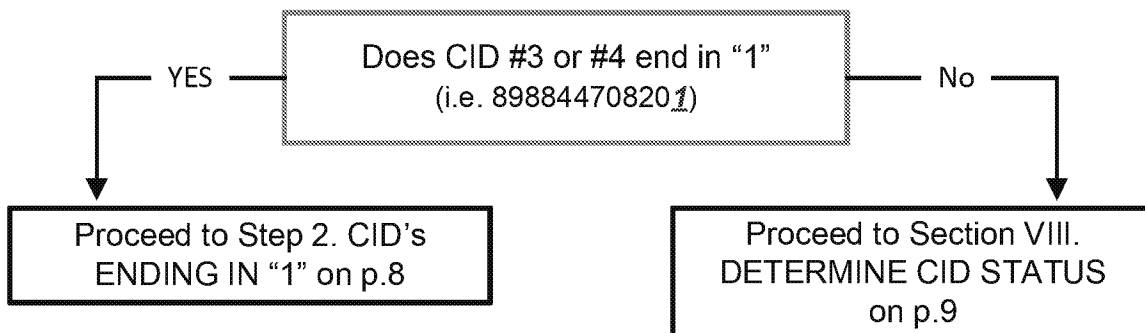 Does CID #3 or #4 end in “1”
(i.e. 898844708201)
YES
No
Proceed to Step 2. CID’s
ENDING IN “1” on p.8
Proceed to Section VIII.
DETERMINE CID STATUS
on p.9